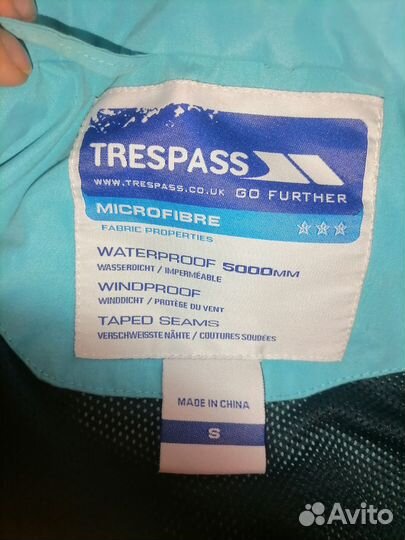 TRESPASS
WWW.TRESPASS.CO.UK GO FURTHER
MICROFIBRE
FABRIC PROPERTIES
WATERPROOF 5000MM
WASSERDICHT / IMPERMÉABLE
WINDPROOF
WINDDICHT / PROTÈGE DU VENT
TAPED SEAMS
VERSCHWEISSTE NÄHTE / COUTURES SOUDÉES
MADE IN CHINA
S
Avito